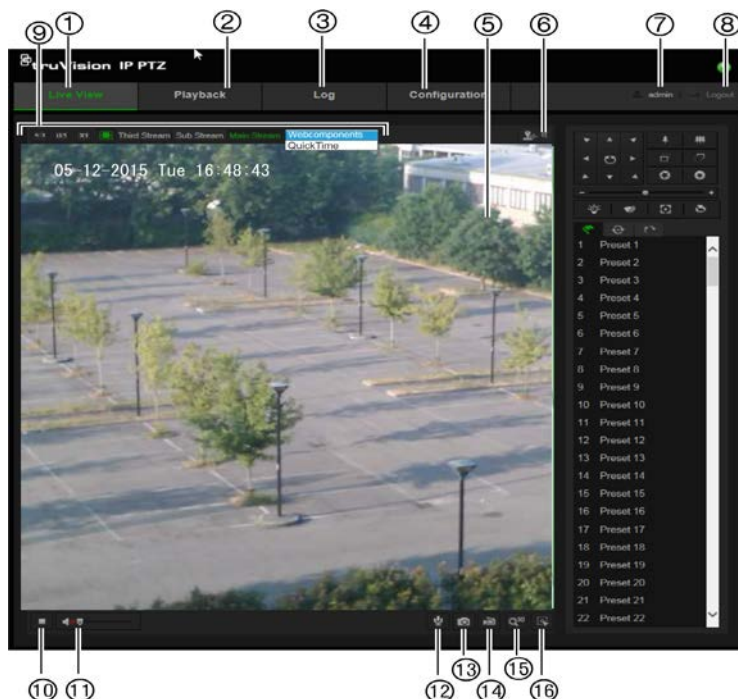 ① ② ③ ④ ⑤ ⑥ ⑦ ⑧ ⑨
truVision IP PTZ
Live View Playback Log Configuration admin Logout
Third Stream Sub Stream Main Stream Webcomponents
QuickTime
05-12-2015 Tue 16:48:43
1 Preset 1
2 Preset 2
3 Preset 3
4 Preset 4
5 Preset 5
6 Preset 6
7 Preset 7
8 Preset 8
9 Preset 9
10 Preset 10
11 Preset 11
12 Preset 12
13 Preset 13
14 Preset 14
15 Preset 15
16 Preset 16
17 Preset 17
18 Preset 18
19 Preset 19
20 Preset 20
21 Preset 21
22 Preset 22
⑩ ⑪ ⑫ ⑬ ⑭ ⑮ ⑯